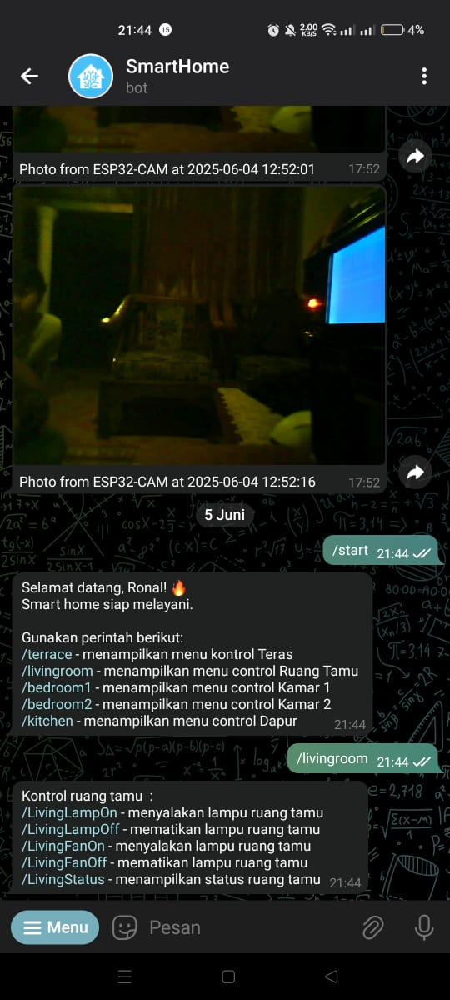 21:44 15 2.00 KB/S 4%
SmartHome
bot
Photo from ESP32-CAM at 2025-06-04 12:52:01 17:52
Photo from ESP32-CAM at 2025-06-04 12:52:16 17:52
5 Juni
/start 21:44
Selamat datang, Ronal! 🔥
Smart home siap melayani.
Gunakan perintah berikut:
/terrace - menampilkan menu kontrol Teras
/livingroom - menampilkan menu control Ruang Tamu
/bedroom1 - menampilkan menu control Kamar 1
/bedroom2 - menampilkan menu control Kamar 2
/kitchen - menampilkan menu control Dapur 21:44
/livingroom 21:44
Kontrol ruang tamu :
/LivingLampOn - menyalakan lampu ruang tamu
/LivingLampOff - mematikan lampu ruang tamu
/LivingFanOn - menyalakan lampu ruang tamu
/LivingFanOff - mematikan lampu ruang tamu
/LivingStatus - menampilkan status ruang tamu 21:44
Menu Pesan